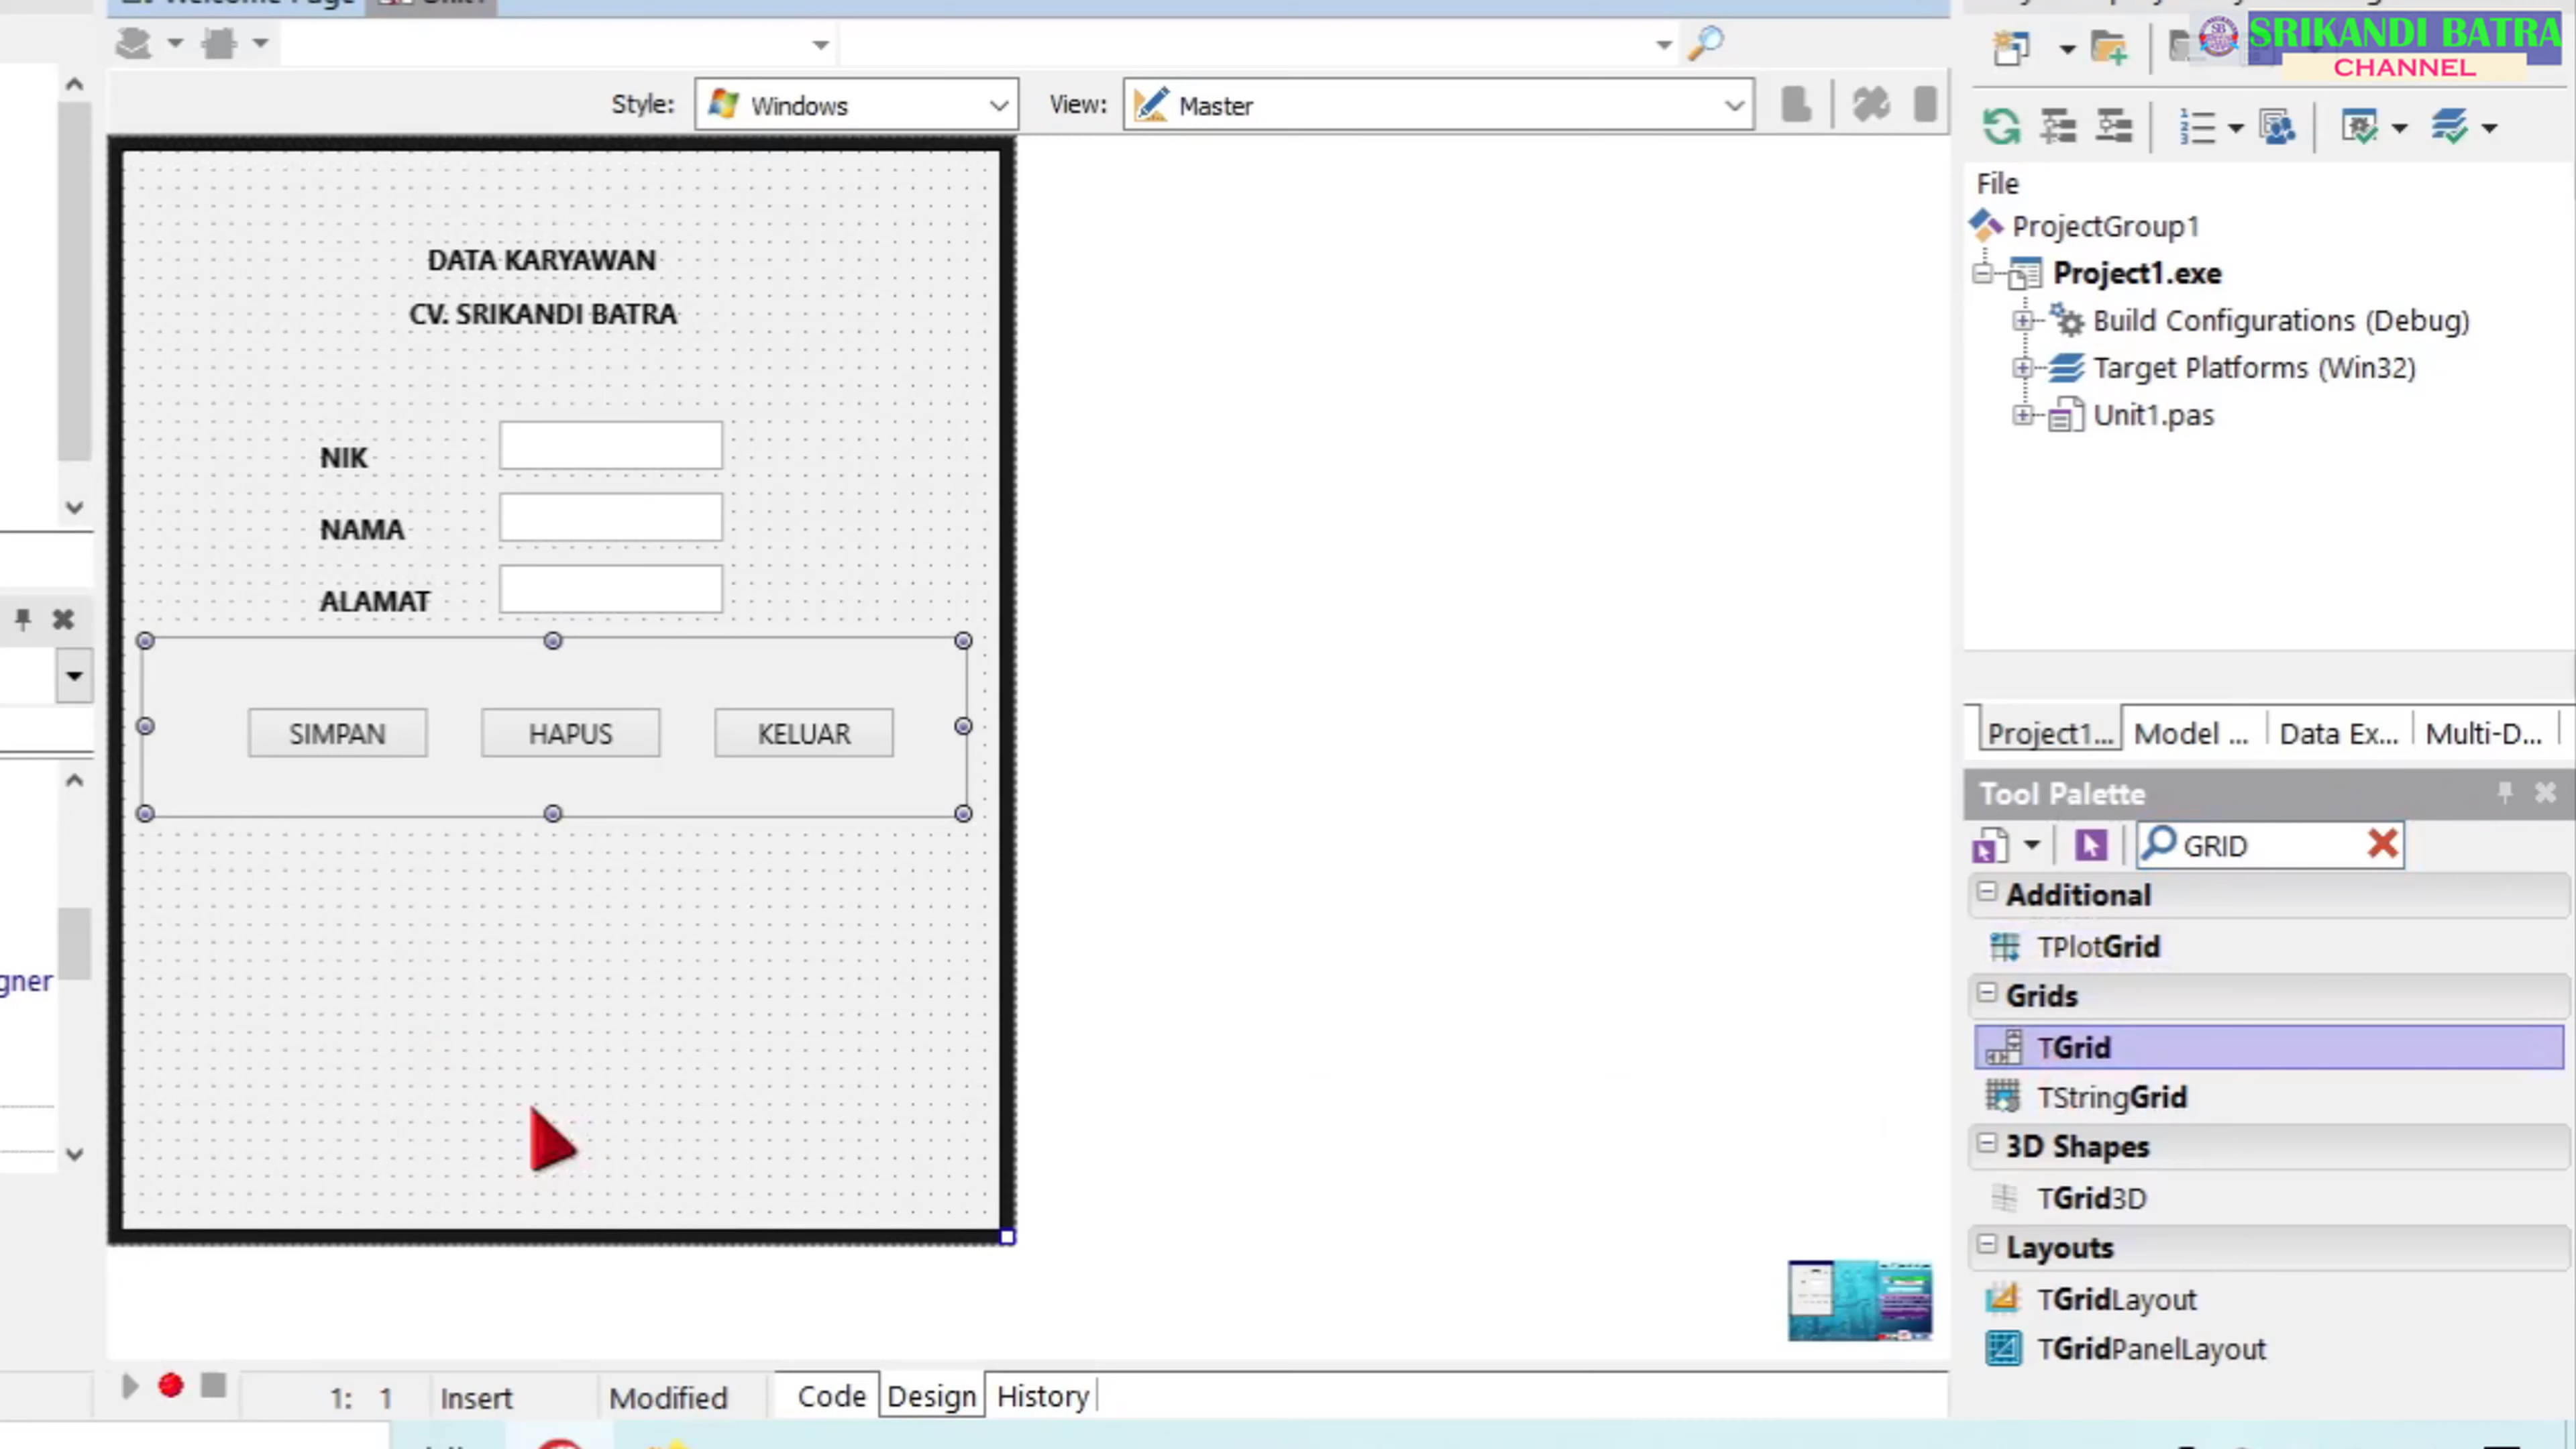 Welcome Page
Unit1
SRIKANDI BATRA
CHANNEL
Style:
Windows
View:
Master
File
ProjectGroup1
Project1.exe
Build Configurations (Debug)
Target Platforms (Win32)
Unit1.pas
DATA KARYAWAN
CV. SRIKANDI BATRA
NIK
NAMA
ALAMAT
SIMPAN
HAPUS
KELUAR
Project1...
Model ...
Data Ex...
Multi-D...
Tool Palette
GRID
Additional
TPlotGrid
Grids
TGrid
TStringGrid
3D Shapes
TGrid3D
Layouts
TGridLayout
TGridPanelLayout
gner
1: 1
Insert
Modified
Code
Design
History